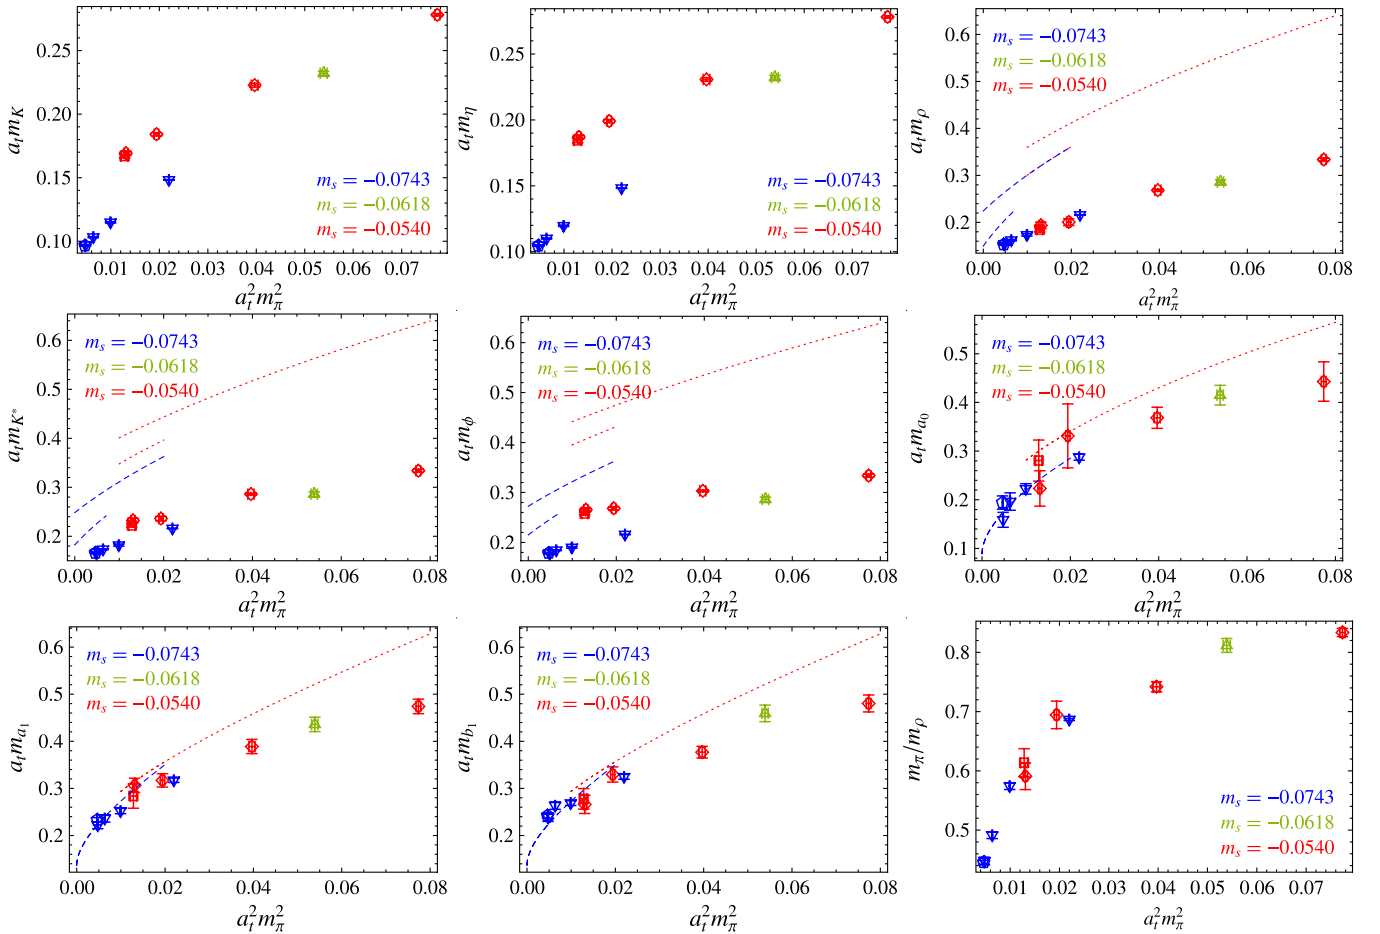 a_t m_K
0.25
0.20
0.15
0.10
m_s = −0.0743
m_s = −0.0618
m_s = −0.0540
0.01 0.02 0.03 0.04 0.05 0.06 0.07
a_t^2 m_π^2
a_t m_η
0.25
0.20
0.15
0.10
m_s = −0.0743
m_s = −0.0618
m_s = −0.0540
0.01 0.02 0.03 0.04 0.05 0.06 0.07
a_t^2 m_π^2
a_t m_ρ
0.6
0.5
0.4
0.3
0.2
m_s = −0.0743
m_s = −0.0618
m_s = −0.0540
0.00 0.02 0.04 0.06 0.08
a_t^2 m_π^2
a_t m_K*
0.6
0.5
0.4
0.3
0.2
m_s = −0.0743
m_s = −0.0618
m_s = −0.0540
0.00 0.02 0.04 0.06 0.08
a_t^2 m_π^2
a_t m_ϕ
0.6
0.5
0.4
0.3
0.2
m_s = −0.0743
m_s = −0.0618
m_s = −0.0540
0.00 0.02 0.04 0.06 0.08
a_t^2 m_π^2
a_t m_a_0
0.5
0.4
0.3
0.2
0.1
m_s = −0.0743
m_s = −0.0618
m_s = −0.0540
0.00 0.02 0.04 0.06 0.08
a_t^2 m_π^2
a_t m_a_1
0.6
0.5
0.4
0.3
0.2
m_s = −0.0743
m_s = −0.0618
m_s = −0.0540
0.00 0.02 0.04 0.06 0.08
a_t^2 m_π^2
a_t m_b_1
0.6
0.5
0.4
0.3
0.2
m_s = −0.0743
m_s = −0.0618
m_s = −0.0540
0.00 0.02 0.04 0.06 0.08
a_t^2 m_π^2
m_π/m_ρ
0.8
0.7
0.6
0.5
m_s = −0.0743
m_s = −0.0618
m_s = −0.0540
0.01 0.02 0.03 0.04 0.05 0.06 0.07
a_t^2 m_π^2